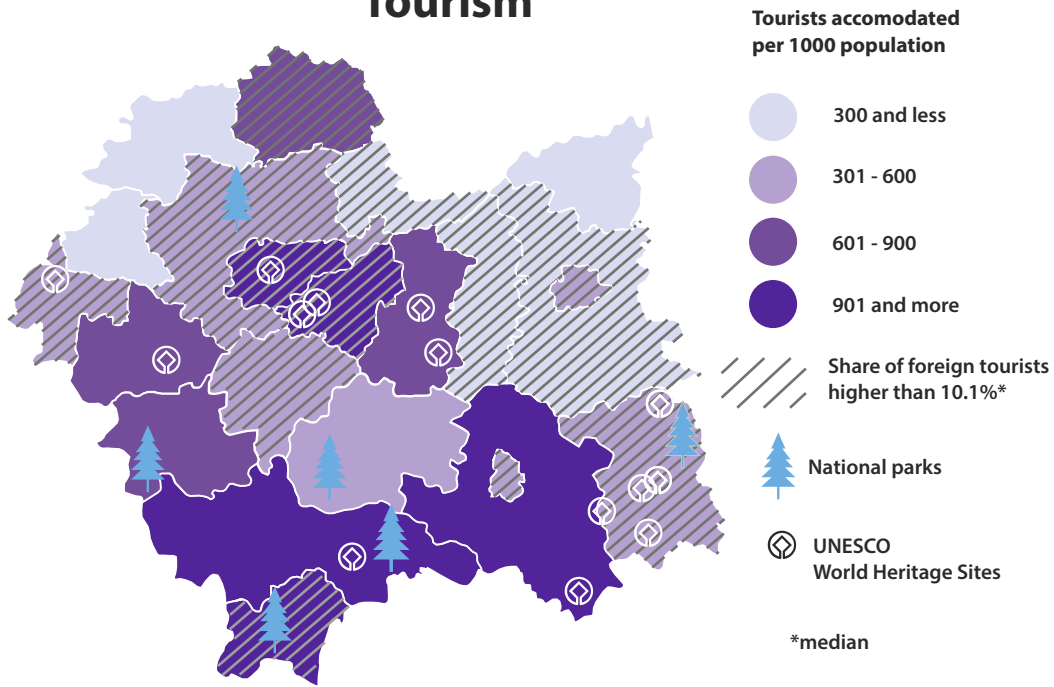 Tourism
Tourists accomodated
per 1000 population
300 and less
301 - 600
601 - 900
901 and more
Share of foreign tourists
higher than 10.1%*
National parks
UNESCO
World Heritage Sites
*median